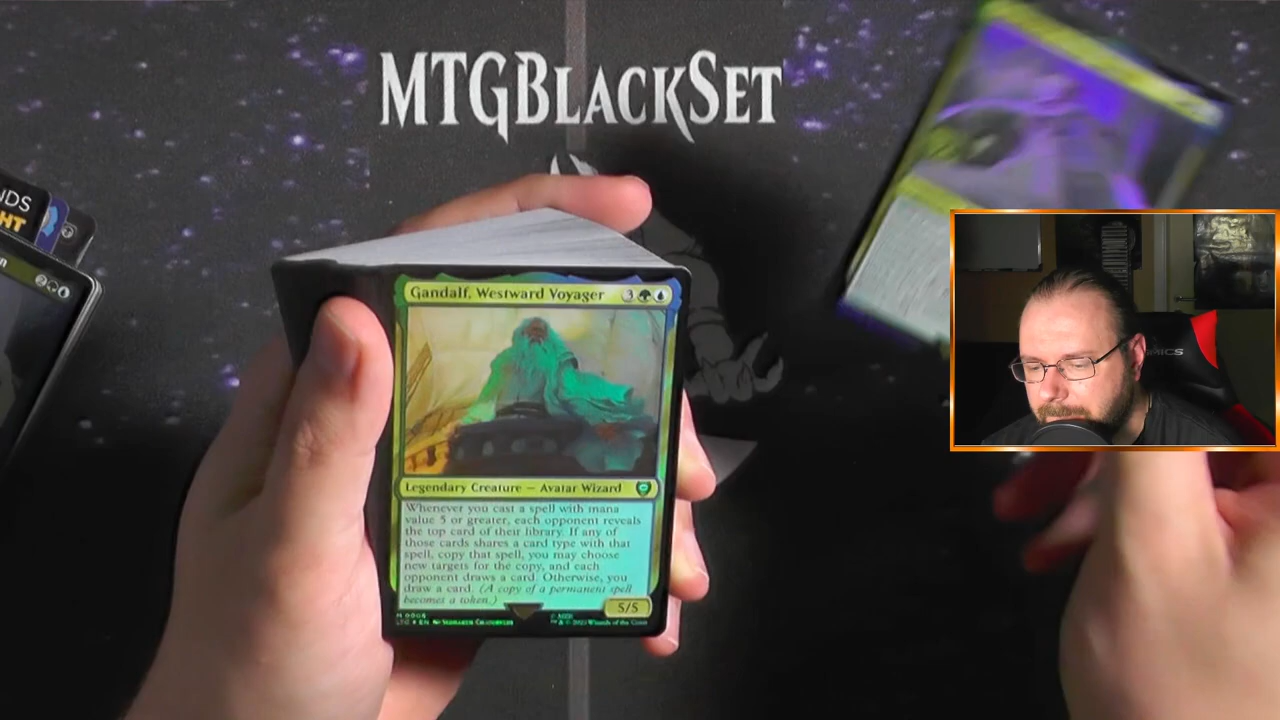 MTGBLACKSET
NDS
HT
Gandalf, Westward Voyager 3
Legendary Creature — Avatar Wizard
Whenever you cast a spell with mana
value 5 or greater, each opponent reveals
the top card of their library. If any of
those cards shares a card type with that
spell, copy that spell, you may choose
new targets for the copy, and each
opponent draws a card. Otherwise, you
draw a card. (A copy of a permanent spell
becomes a token.)
5/5